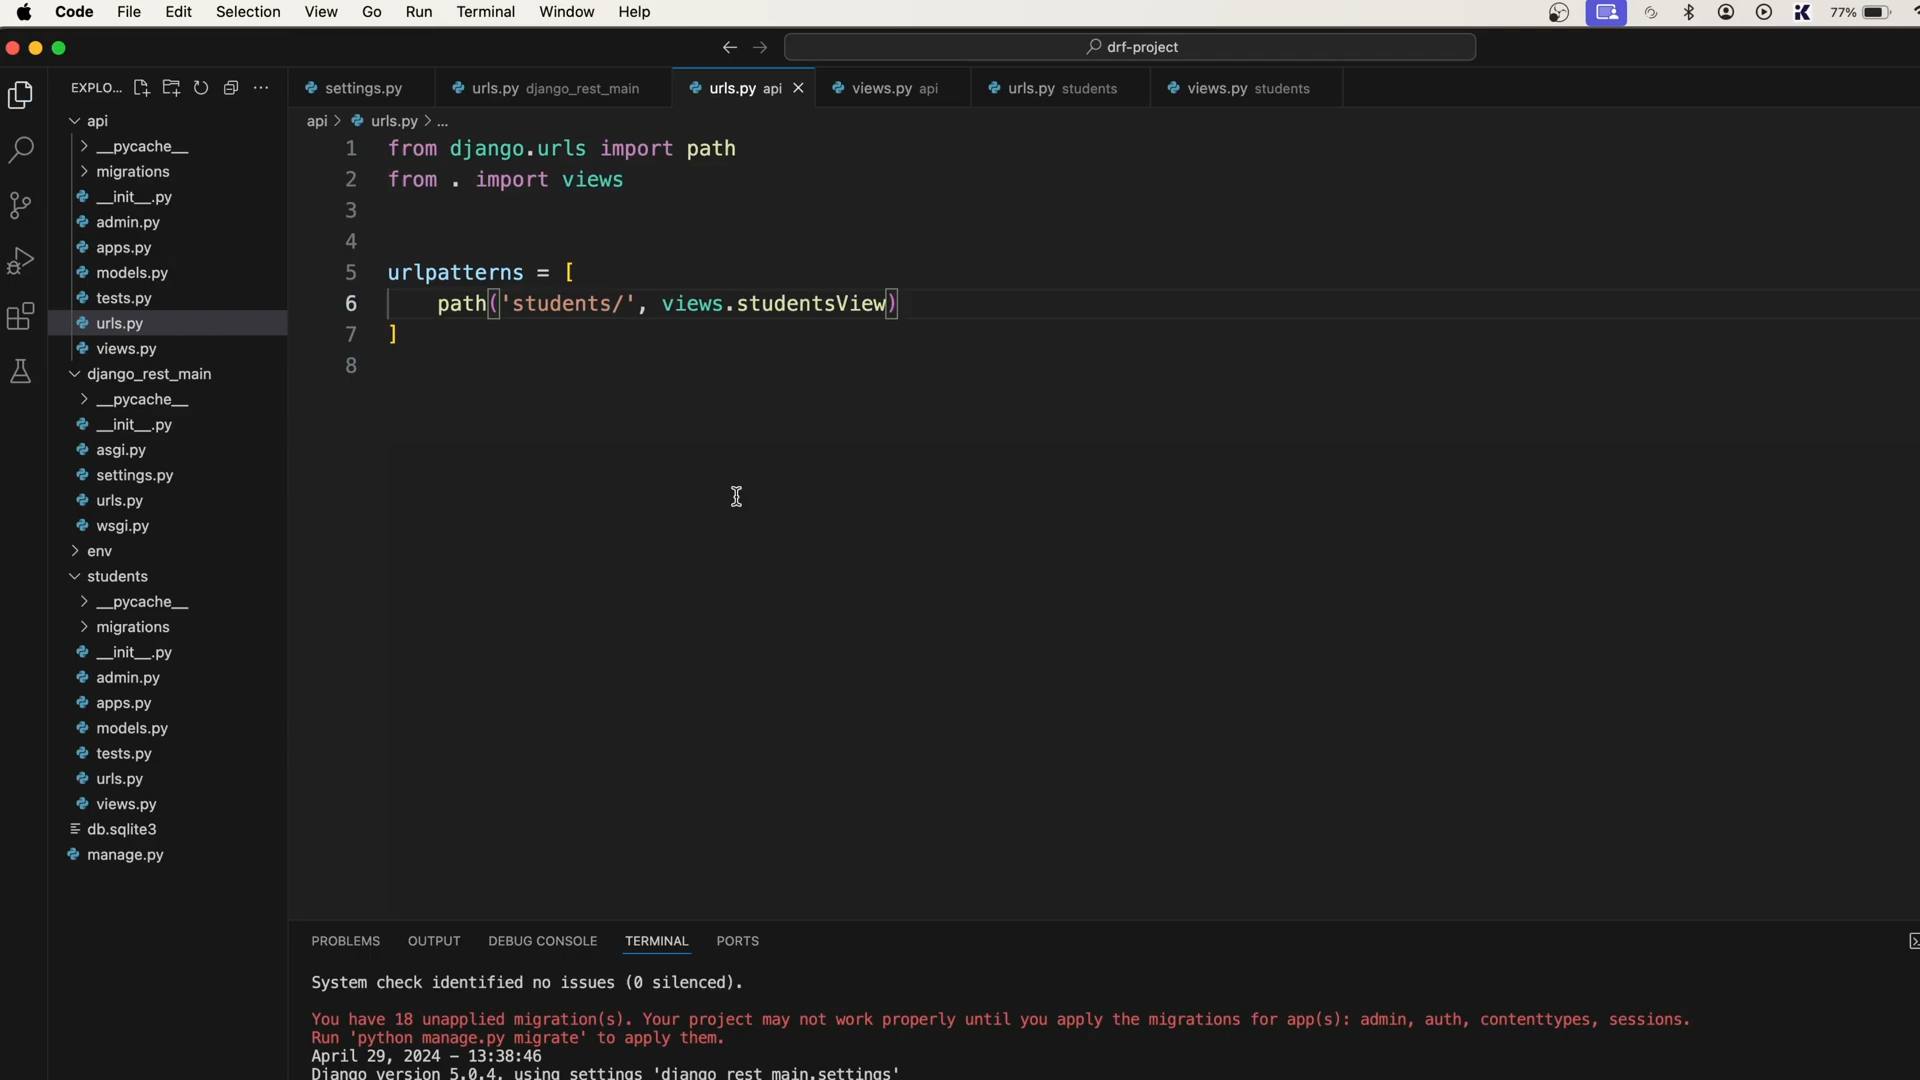 Code File Edit Selection View Go Run Terminal Window Help 77%
drf-project
EXPLO...
settings.py urls.py django_rest_main urls.py api views.py api urls.py students views.py students
api > urls.py > ...
api
__pycache__
migrations
__init__.py
admin.py
apps.py
models.py
tests.py
urls.py
views.py
django_rest_main
__pycache__
__init__.py
asgi.py
settings.py
urls.py
wsgi.py
env
students
__pycache__
migrations
__init__.py
admin.py
apps.py
models.py
tests.py
urls.py
views.py
db.sqlite3
manage.py
1 from django.urls import path
2 from . import views
3
4
5 urlpatterns = [
6 path('students/', views.studentsView)
7 ]
8
PROBLEMS OUTPUT DEBUG CONSOLE TERMINAL PORTS
System check identified no issues (0 silenced).
You have 18 unapplied migration(s). Your project may not work properly until you apply the migrations for app(s): admin, auth, contenttypes, sessions.
Run 'python manage.py migrate' to apply them.
April 29, 2024 - 13:38:46
Django version 5.0.4, using settings 'django_rest_main.settings'